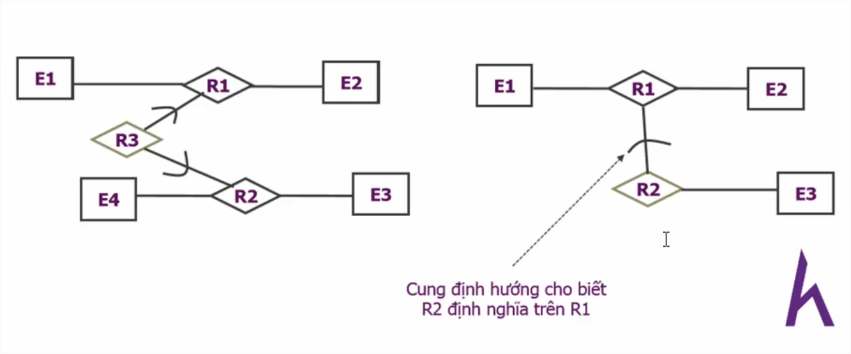 E1
R1
E2
R3
E4
R2
E3
E1
R1
E2
R2
E3
Cung định hướng cho biết
R2 định nghĩa trên R1